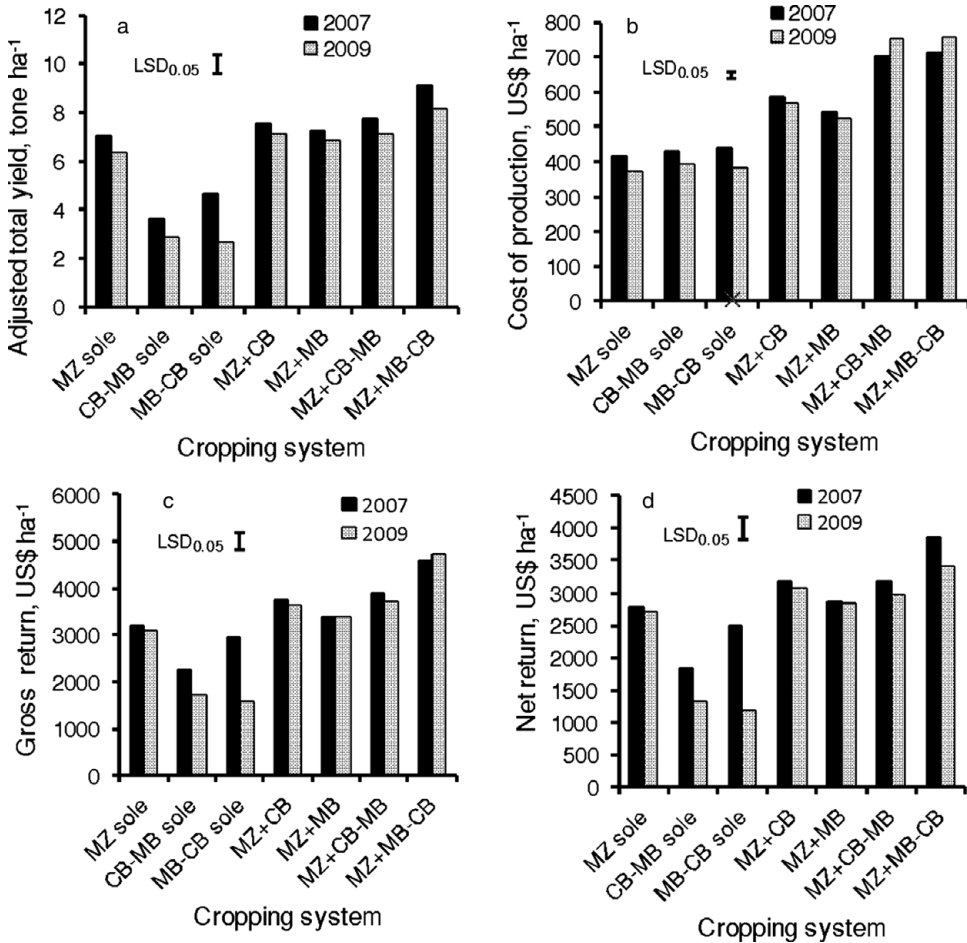 a
2007
2009
LSD0.05
12
10
8
6
4
2
0
Adjusted total yield, tone ha-1
MZ sole
CB-MB sole
MB-CB sole
MZ+CB
MZ+MB
MZ+CB-MB
MZ+MB-CB
Cropping system
b
2007
2009
LSD0.05
800
700
600
500
400
300
200
100
0
Cost of production, US$ ha-1
MZ sole
CB-MB sole
MB-CB sole
MZ+CB
MZ+MB
MZ+CB-MB
MZ+MB-CB
Cropping system
c
2007
2009
LSD0.05
6000
5000
4000
3000
2000
1000
0
Gross return, US$ ha-1
MZ sole
CB-MB sole
MB-CB sole
MZ+CB
MZ+MB
MZ+CB-MB
MZ+MB-CB
Cropping system
d
2007
2009
LSD0.05
4500
4000
3500
3000
2500
2000
1500
1000
500
0
Net return, US$ ha-1
MZ sole
CB-MB sole
MB-CB sole
MZ+CB
MZ+MB
MZ+CB-MB
MZ+MB-CB
Cropping system